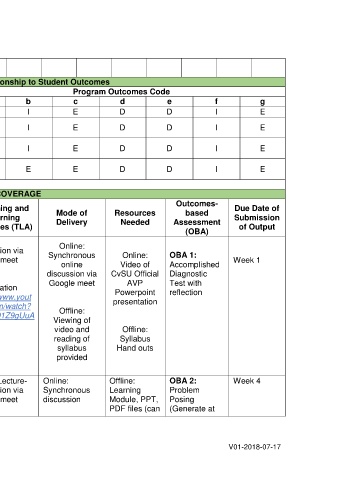 onship to Student Outcomes
Program Outcomes Code
b c d e f g
I E D D I E
I E D D I E
I E D D I E
E E D D I E
COVERAGE
ing and
rning
es (TLA)
Mode of
Delivery
Resources
Needed
Outcomes-
based
Assessment
(OBA)
Due Date of
Submission
of Output
ion via
meet
ation
www.yout
m/watch?
Online:
Synchronous
online
discussion via
Google meet
Offline:
Viewing of
video and
reading of
syllabus
provided
Online:
Video of
CvSU Official
AVP
Powerpoint
presentation
Offline:
Syllabus
Hand outs
OBA 1:
Accomplished
Diagnostic
Test with
reflection
Week 1
Lecture-
ion via
meet
Online:
Synchronous
discussion
Offline:
Learning
Module, PPT,
PDF files (can
OBA 2:
Problem
Posing
(Generate at
Week 4
V01-2018-07-17